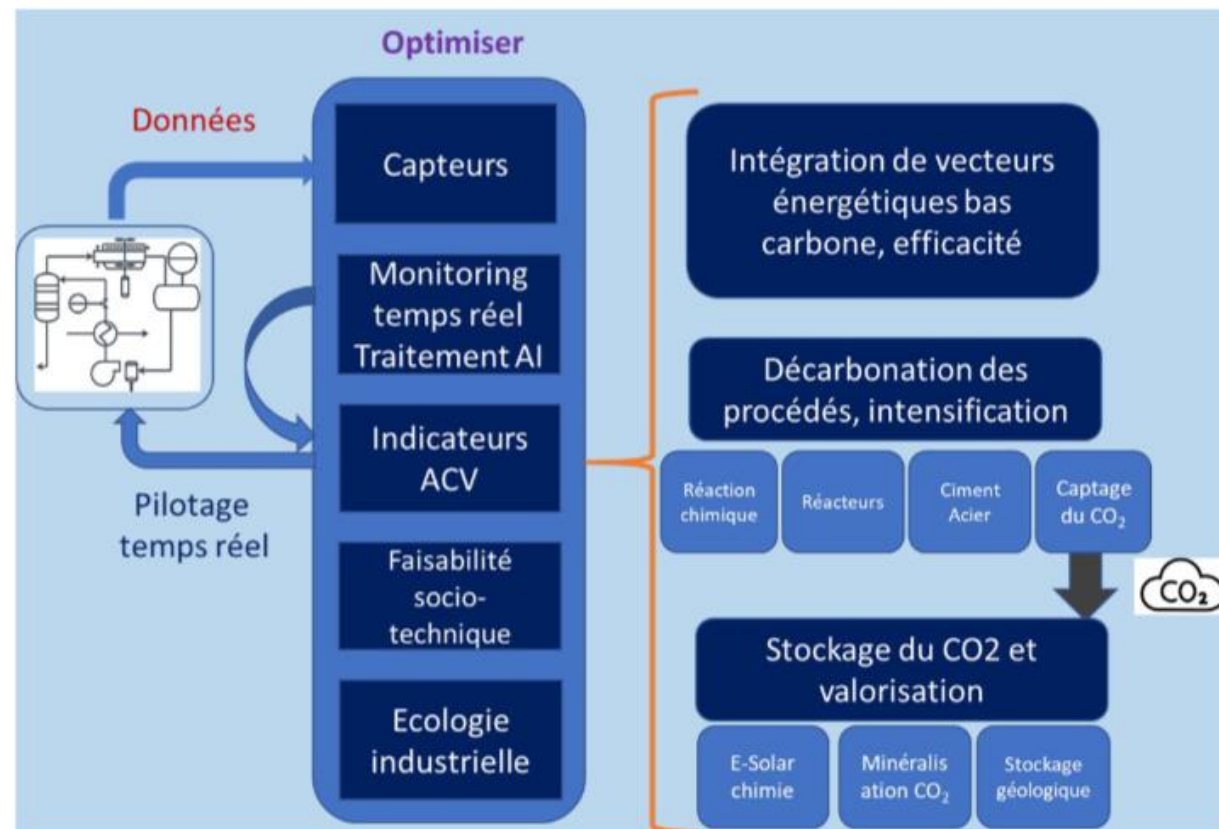 Optimiser
Données
Capteurs
Monitoring
temps réel
Traitement AI
Indicateurs
ACV
Pilotage
temps réel
Faisabilité
socio-
technique
Ecologie
industrielle
Intégration de vecteurs
énergétiques bas
carbone, efficacité
Décarbonation des
procédés, intensification
Réaction
chimique
Réacteurs
Ciment
Acier
Captage
du CO₂
CO₂
Stockage du CO2 et
valorisation
E-Solar
chimie
Minéralis
ation CO₂
Stockage
géologique